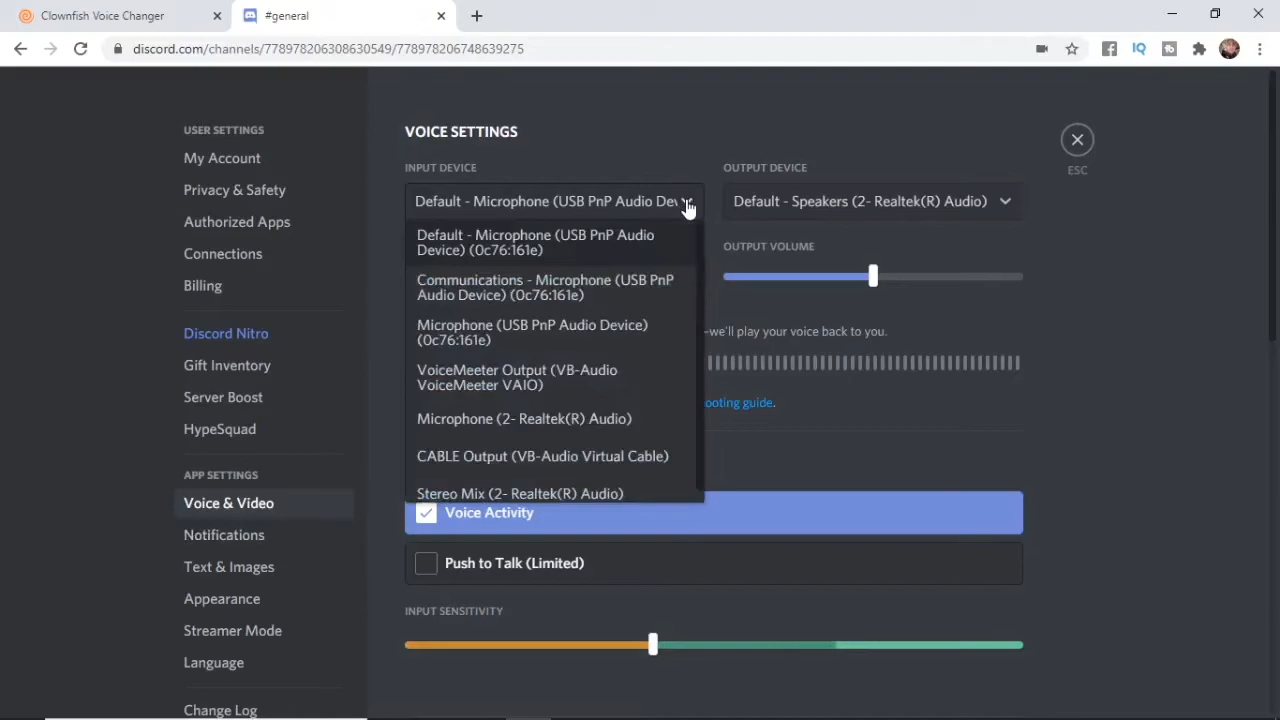 Clownfish Voice Changer
#general
discord.com/channels/778978206308630549/778978206748639275
IQ
USER SETTINGS
My Account
Privacy & Safety
Authorized Apps
Connections
Billing
Discord Nitro
Gift Inventory
Server Boost
HypeSquad
APP SETTINGS
Voice & Video
Notifications
Text & Images
Appearance
Streamer Mode
Language
Change Log
VOICE SETTINGS
INPUT DEVICE
Default - Microphone (USB PnP Audio Dev
Default - Microphone (USB PnP Audio
Device) (0c76:161e)
Communications - Microphone (USB PnP
Audio Device) (0c76:161e)
Microphone (USB PnP Audio Device)
(0c76:161e)
VoiceMeeter Output (VB-Audio
VoiceMeeter VAIO)
Microphone (2- Realtek(R) Audio)
CABLE Output (VB-Audio Virtual Cable)
Stereo Mix (2- Realtek(R) Audio)
OUTPUT DEVICE
Default - Speakers (2- Realtek(R) Audio)
OUTPUT VOLUME
—we'll play your voice back to you.
ooting guide.
Voice Activity
Push to Talk (Limited)
INPUT SENSITIVITY
ESC